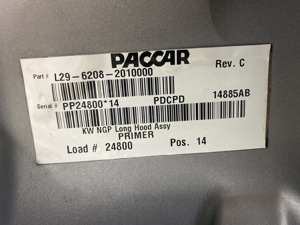 PACCAR
Part # L29-6208-2010000 Rev. C
Serial # PP24800*14 PDCPD 14885AB
KW NGP Long Hood Assy
PRIMER
Load # 24800 Pos. 14